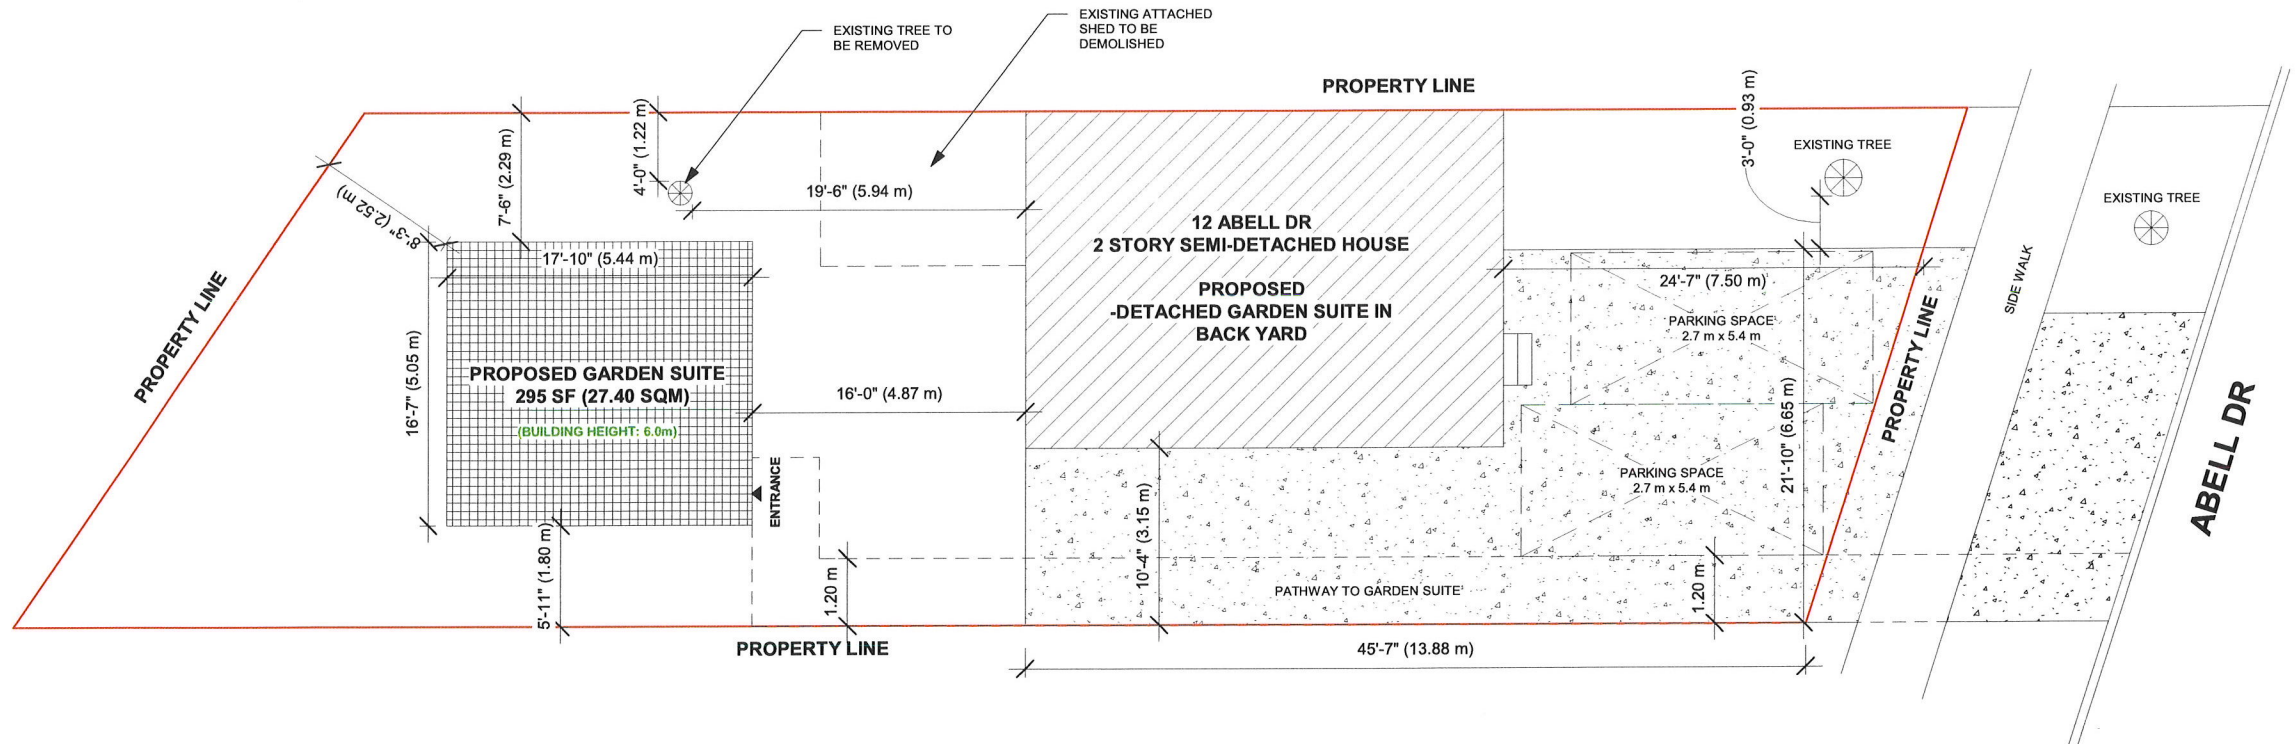 EXISTING TREE TO
BE REMOVED
EXISTING ATTACHED
SHED TO BE
DEMOLISHED
PROPERTY LINE
3'-0" (0.93 m)
4'-0" (1.22 m)
7'-6" (2.29 m)
EXISTING TREE
EXISTING TREE
19'-6" (5.94 m)
8'-3" (2.52 m)
12 ABELL DR
2 STORY SEMI-DETACHED HOUSE
PROPOSED
-DETACHED GARDEN SUITE IN
BACK YARD
17'-10" (5.44 m)
24'-7" (7.50 m)
SIDE WALK
PROPERTY LINE
PARKING SPACE
2.7 m x 5.4 m
PROPERTY LINE
16'-7" (5.05 m)
PROPOSED GARDEN SUITE
295 SF (27.40 SQM)
(BUILDING HEIGHT: 6.0m)
16'-0" (4.87 m)
21'-10" (6.65 m)
ABELL DR
PARKING SPACE
2.7 m x 5.4 m
ENTRANCE
10'-4" (3.15 m)
5'-11" (1.80 m)
1.20 m
PATHWAY TO GARDEN SUITE
1.20 m
PROPERTY LINE
45'-7" (13.88 m)